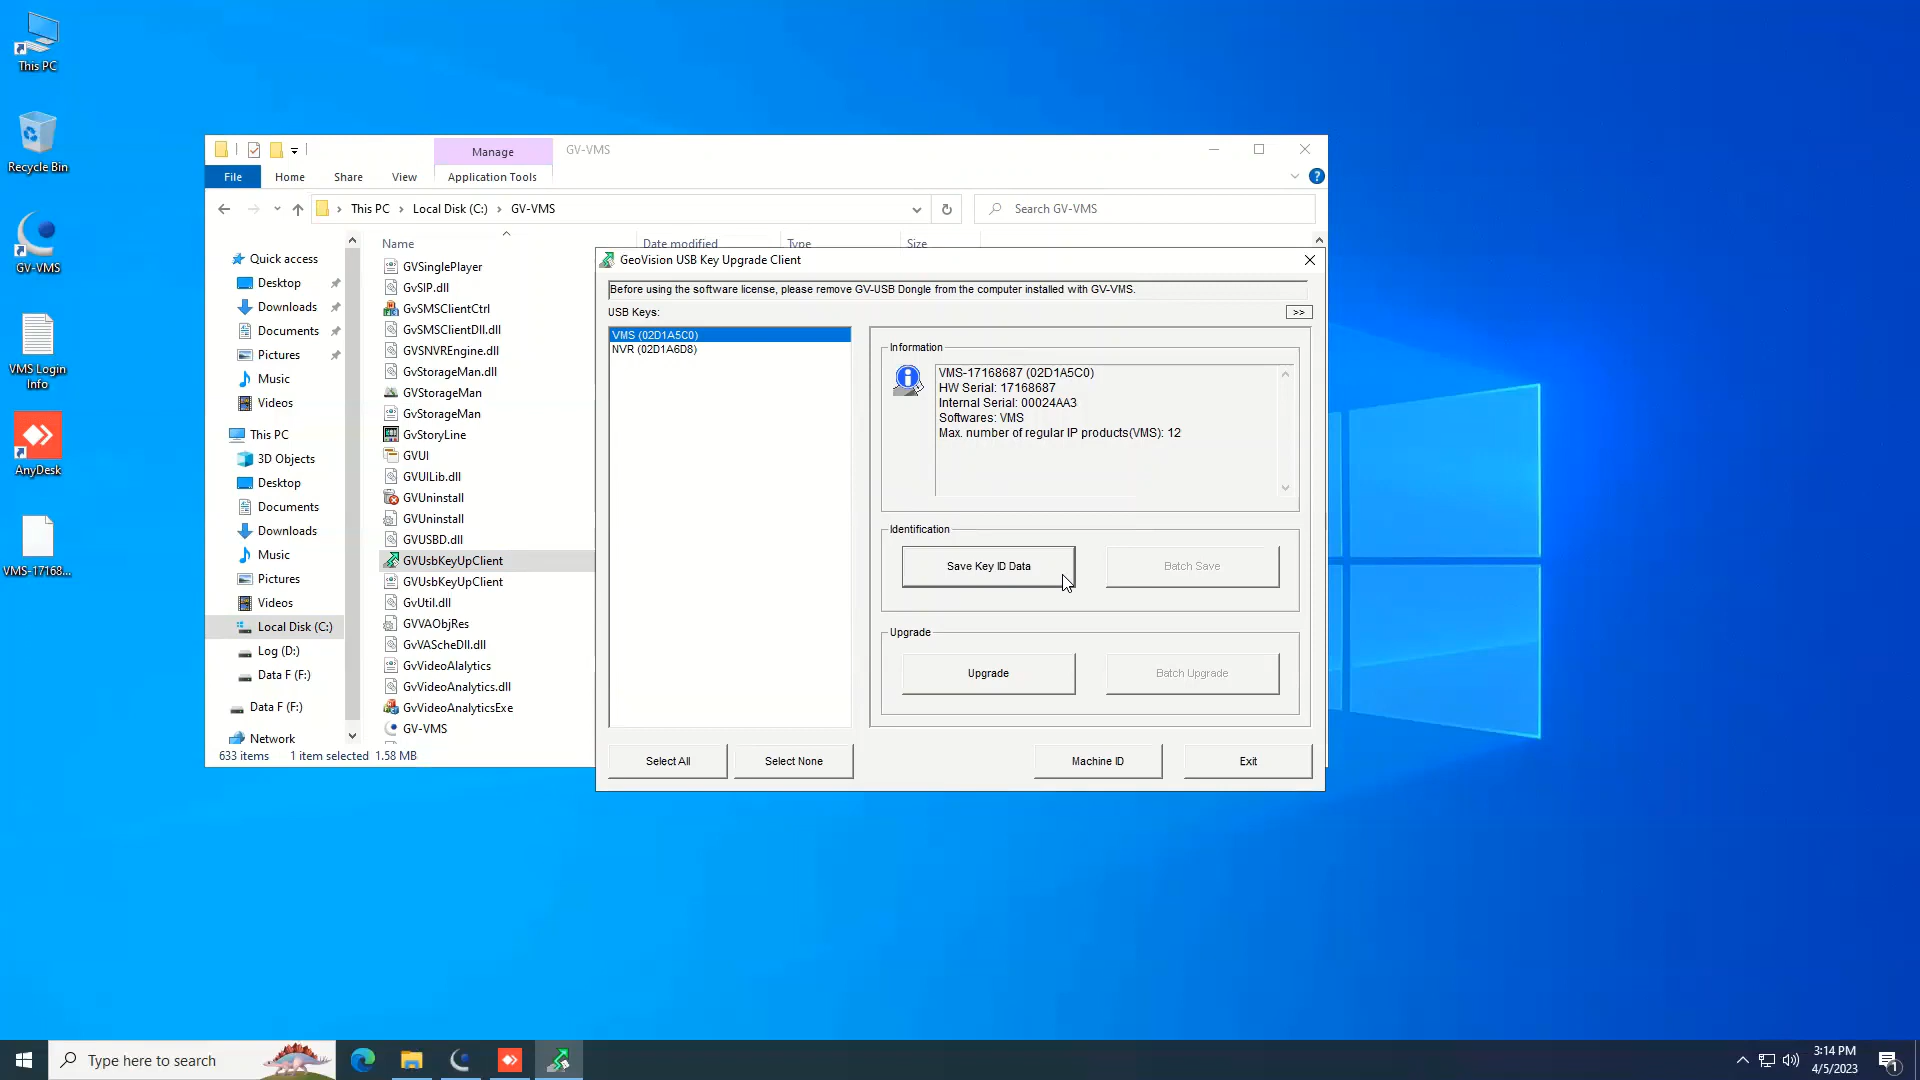 This PC
Recycle Bin
GV-VMS
VMS Login
Info
AnyDesk
VMS-17168...
Manage
GV-VMS
File
Home
Share
View
Application Tools
This PC
Local Disk (C:)
GV-VMS
Search GV-VMS
Quick access
Desktop
Downloads
Documents
Pictures
Music
Videos
This PC
3D Objects
Desktop
Documents
Downloads
Music
Pictures
Videos
Local Disk (C:)
Log (D:)
Data F (F:)
Data F (F:)
Network
Name
Date modified
Type
Size
GVSinglePlayer
GvSIP.dll
GvSMSClientCtrl
GvSMSClientDll.dll
GVSNVREngine.dll
GvStorageMan.dll
GVStorageMan
GvStorageMan
GvStoryLine
GVUI
GVUILib.dll
GVUninstall
GVUninstall
GVUSBD.dll
GVUsbKeyUpClient
GVUsbKeyUpClient
GvUtil.dll
GVVAObjRes
GvVAScheDll.dll
GvVideoAlalytics
GvVideoAnalytics.dll
GvVideoAnalyticsExe
GV-VMS
633 items
1 item selected 1.58 MB
GeoVision USB Key Upgrade Client
Before using the software license, please remove GV-USB Dongle from the computer installed with GV-VMS.
USB Keys:
>>
VMS (02D1A5C0)
NVR (02D1A6D8)
Information
VMS-17168687 (02D1A5C0)
HW Serial: 17168687
Internal Serial: 00024AA3
Softwares: VMS
Max. number of regular IP products(VMS): 12
Identification
Save Key ID Data
Batch Save
Upgrade
Upgrade
Batch Upgrade
Select All
Select None
Machine ID
Exit
Type here to search
3:14 PM
4/5/2023
1